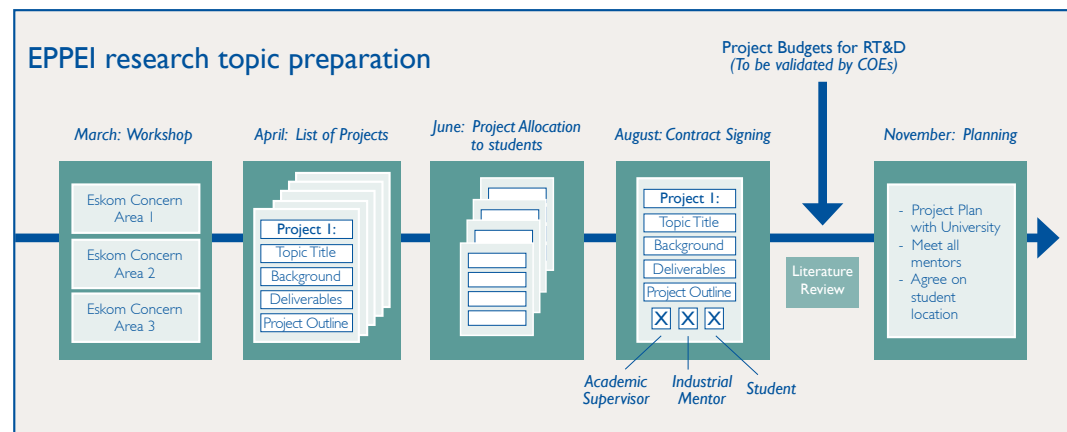 EPPEI research topic preparation
Project Budgets for RT&D
(To be validated by COEs)
March: Workshop
Eskom Concern
Area 1
Eskom Concern
Area 2
Eskom Concern
Area 3
April: List of Projects
Project 1:
Topic Title
Background
Deliverables
Project Outline
June: Project Allocation
to students
August: Contract Signing
Project 1:
Topic Title
Background
Deliverables
Project Outline
X X X
Academic
Supervisor
Industrial
Mentor
Student
Literature
Review
November: Planning
- Project Plan
with University
- Meet all
mentors
- Agree on
student
location